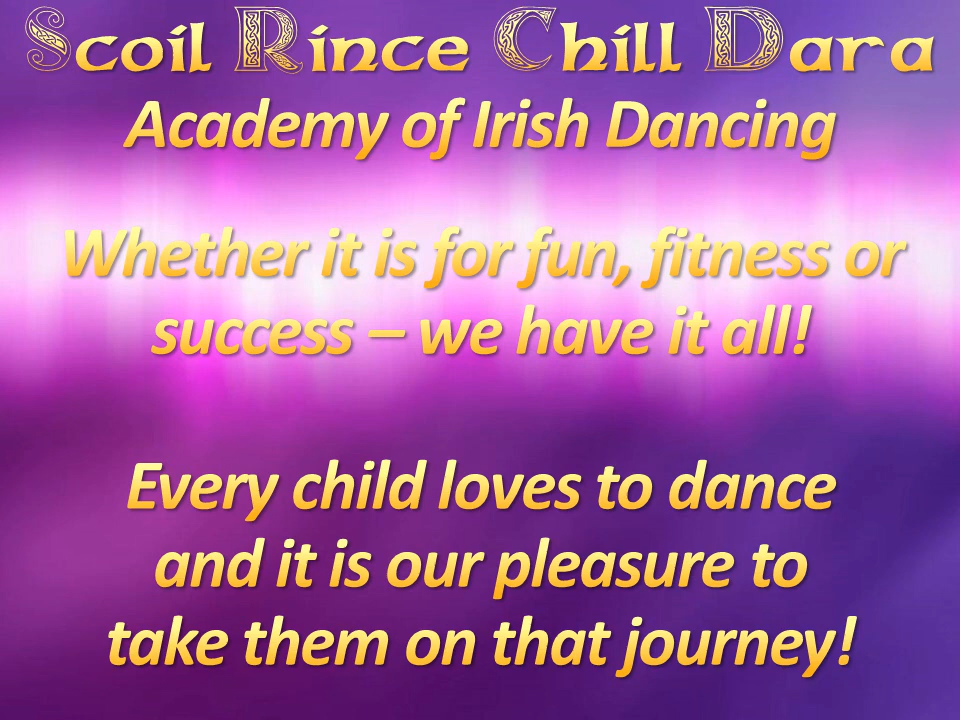 Scoil Rince Chill Dara
Academy of Irish Dancing
Whether it is for fun, fitness or
success – we have it all!
Every child loves to dance
and it is our pleasure to
take them on that journey!